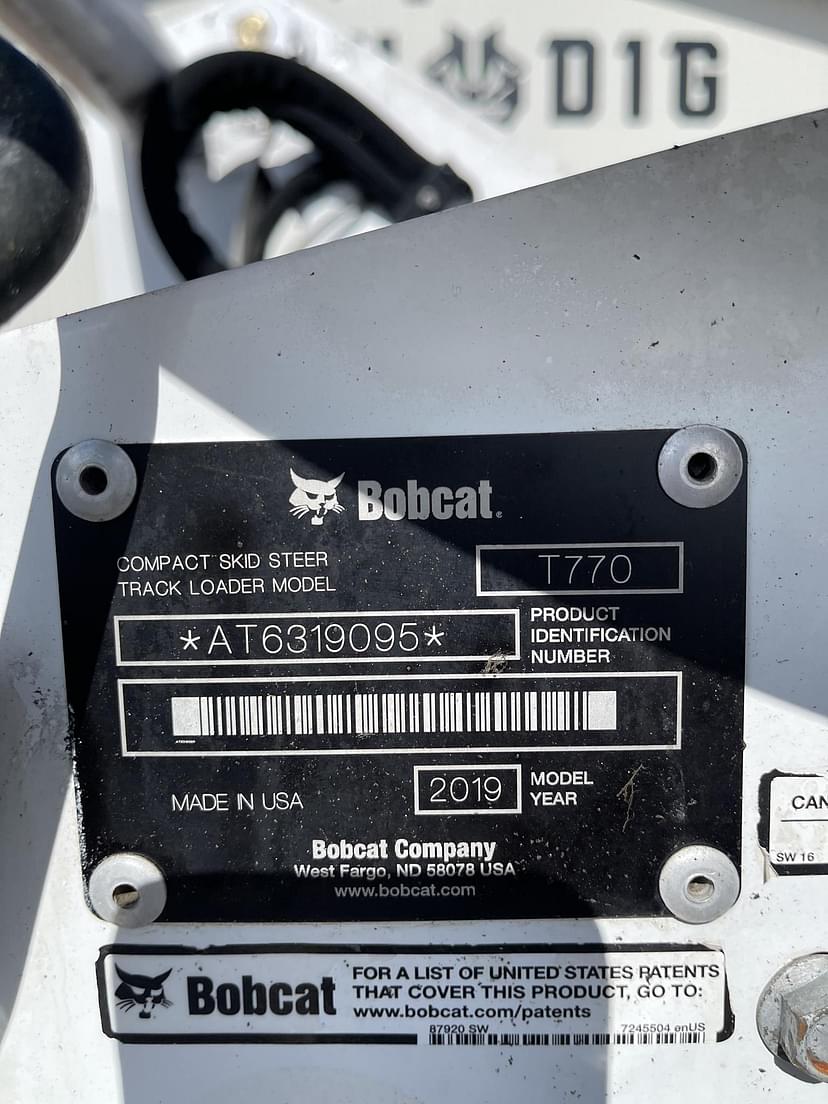 D1G
Bobcat
COMPACT SKID STEER
TRACK LOADER MODEL
T770
*AT6319095*
PRODUCT
IDENTIFICATION
NUMBER
MADE IN USA
2019
MODEL
YEAR
Bobcat Company
West Fargo, ND 58078 USA
www.bobcat.com
CAN
SW 16
Bobcat
FOR A LIST OF UNITED STATES PATENTS
THAT COVER THIS PRODUCT, GO TO:
www.bobcat.com/patents
87920 SW
7245504 enUS